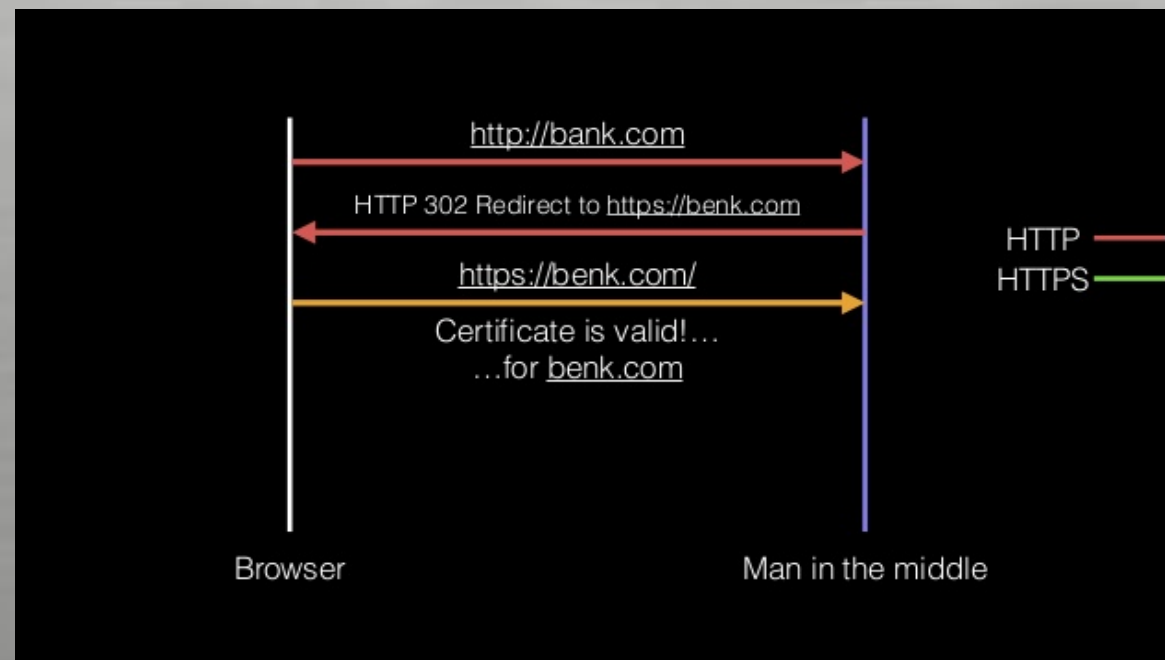 http://bank.com
HTTP 302 Redirect to https://benk.com
HTTP
HTTPS
https://benk.com/
Certificate is valid!...
...for benk.com
Browser
Man in the middle